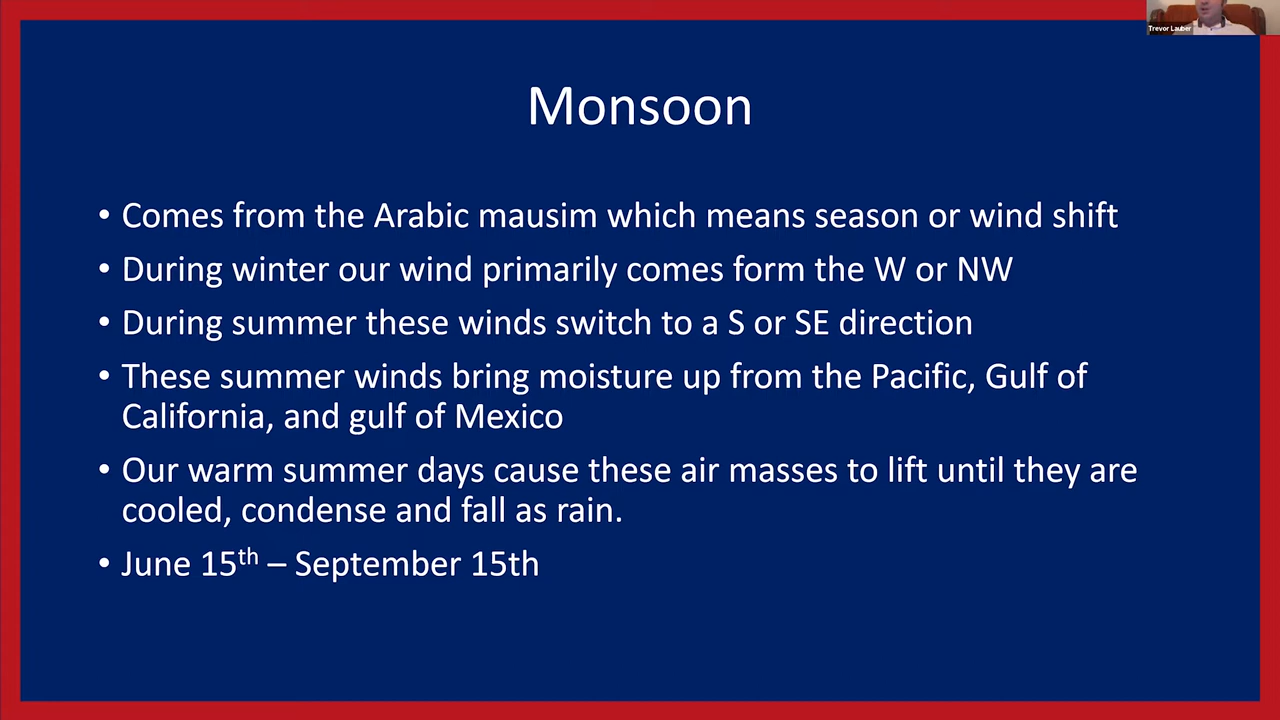 Trevor Lauber
Monsoon
• Comes from the Arabic mausim which means season or wind shift
• During winter our wind primarily comes form the W or NW
• During summer these winds switch to a S or SE direction
• These summer winds bring moisture up from the Pacific, Gulf of
California, and gulf of Mexico
• Our warm summer days cause these air masses to lift until they are
cooled, condense and fall as rain.
• June 15th – September 15th